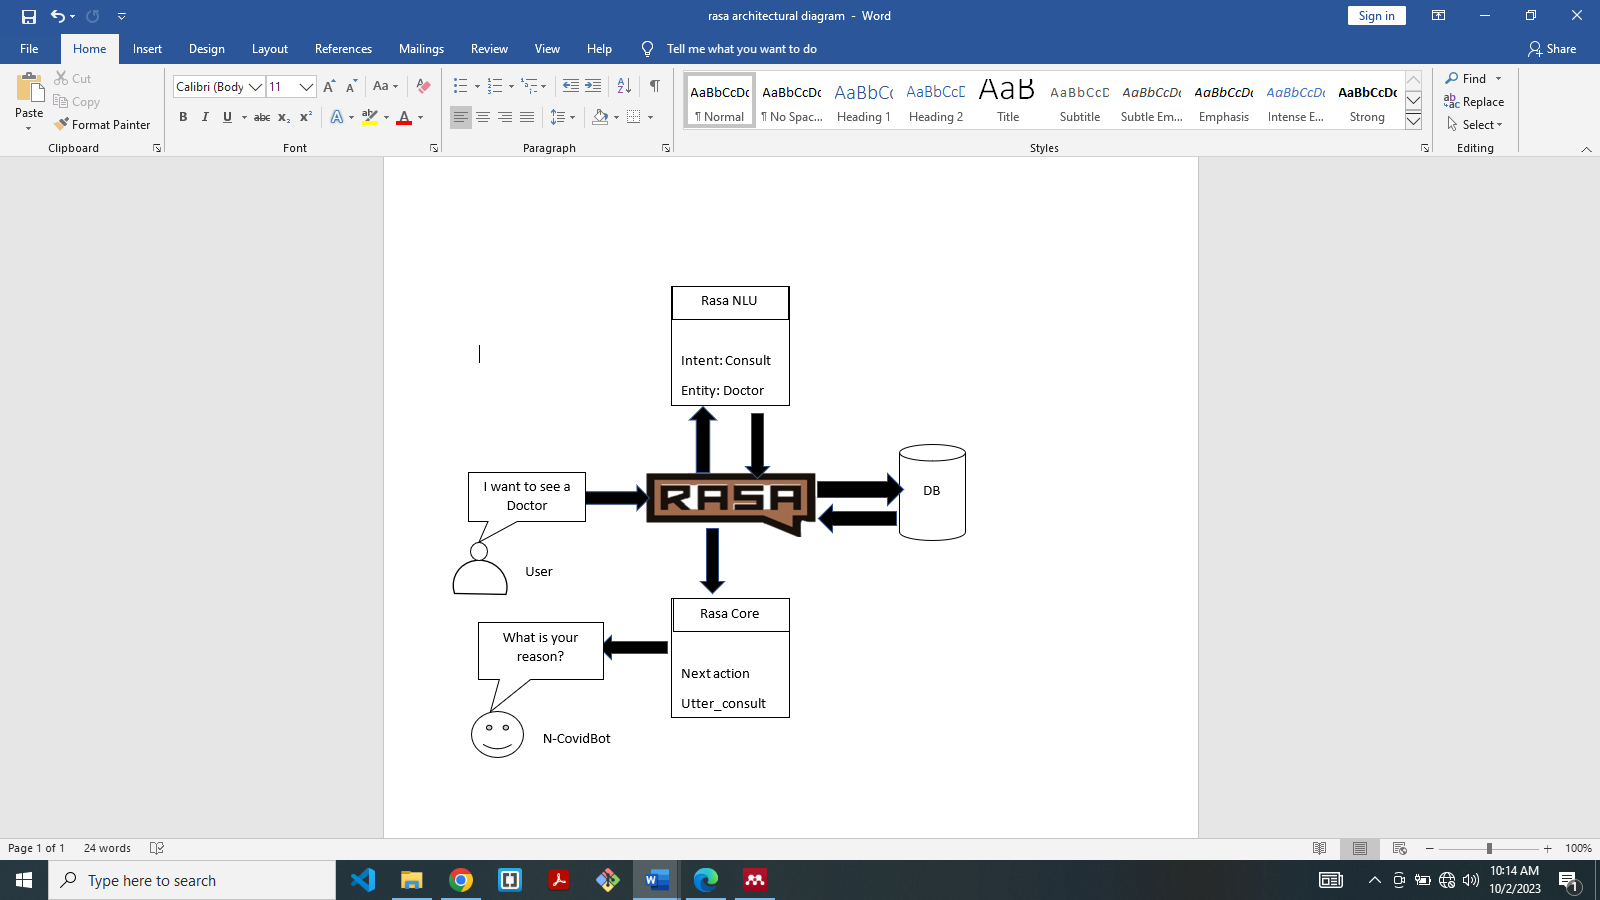 rasa architectural diagram - Word
Sign in
File
Home
Insert
Design
Layout
References
Mailings
Review
View
Help
Tell me what you want to do
Share
Paste
Cut
Copy
Format Painter
Clipboard
Calibri (Body
11
Font
Paragraph
AaBbCcDc
¶ Normal
AaBbCcDc
¶ No Spac...
AaBbCc
Heading 1
AaBbCcD
Heading 2
AaB
Title
AaBbCcD
Subtitle
AaBbCcDc
Subtle Em...
AaBbCcDc
Emphasis
AaBbCcDc
Intense E...
AaBbCcDc
Strong
Styles
Find
Replace
Select
Editing
Rasa NLU
Intent: Consult
Entity: Doctor
I want to see a
Doctor
RASA
DB
User
Rasa Core
Next action
Utter_consult
What is your
reason?
N-CovidBot
Page 1 of 1
24 words
100%
Type here to search
10:14 AM
10/2/2023
1